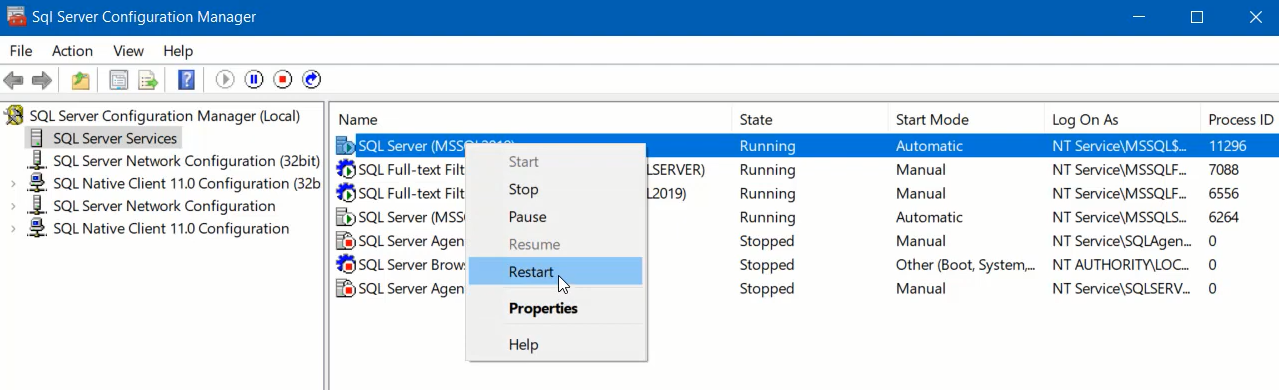 Sql Server Configuration Manager
File Action View Help
SQL Server Configuration Manager (Local)
SQL Server Services
SQL Server Network Configuration (32bit)
SQL Native Client 11.0 Configuration (32b
SQL Server Network Configuration
SQL Native Client 11.0 Configuration
Name State Start Mode Log On As Process ID
SQL Server (MSSQL2019) Running Automatic NT Service\MSSQL$... 11296
SQL Full-text Filt LSERVER) Running Manual NT Service\MSSQLF... 7088
SQL Full-text Filt L2019) Running Manual NT Service\MSSQLF... 6556
SQL Server (MSS Running Automatic NT Service\MSSQLS... 6264
SQL Server Agen Stopped Manual NT Service\SQLAgen... 0
SQL Server Brow Stopped Other (Boot, System,... NT AUTHORITY\LOC... 0
SQL Server Agen Stopped Manual NT Service\SQLSERV... 0
Start
Stop
Pause
Resume
Restart
Properties
Help